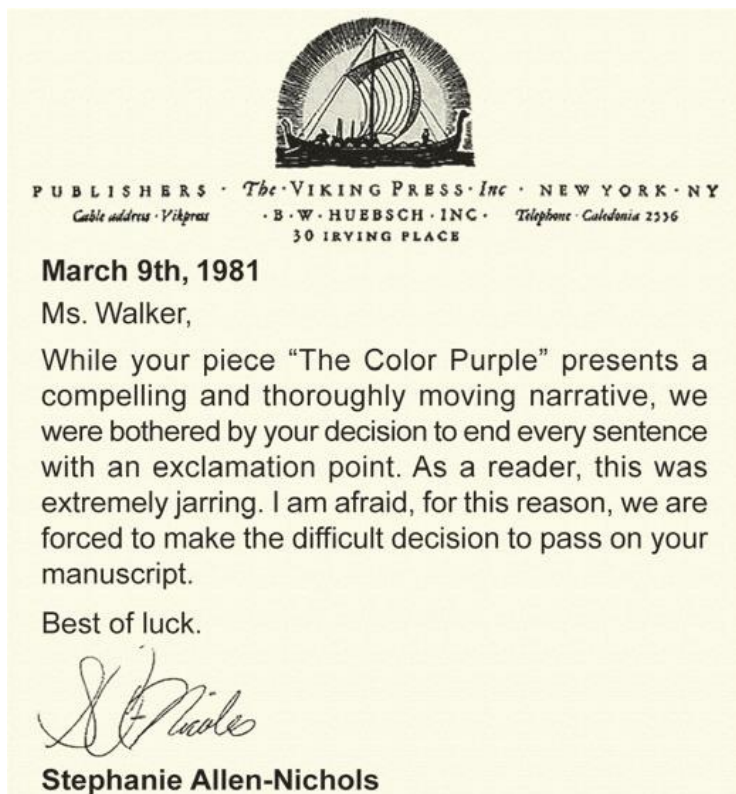 PUBLISHERS · The · VIKING PRESS · Inc · NEW YORK · NY
Cable address · Vikpress · B · W · HUEBSCH · INC · Telephone · Caledonia 2536
30 IRVING PLACE
March 9th, 1981
Ms. Walker,
While your piece “The Color Purple” presents a
compelling and thoroughly moving narrative, we
were bothered by your decision to end every sentence
with an exclamation point. As a reader, this was
extremely jarring. I am afraid, for this reason, we are
forced to make the difficult decision to pass on your
manuscript.
Best of luck.
Stephanie Allen-Nichols